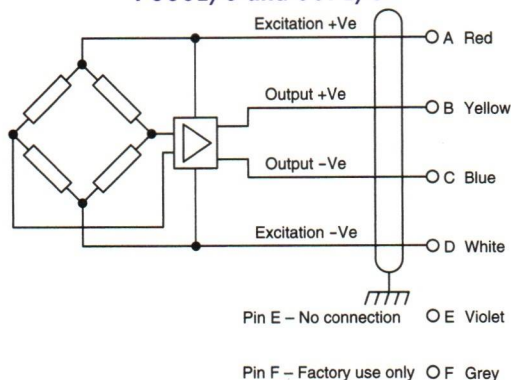 Excitation +Ve
A Red
Output +Ve
B Yellow
Output –Ve
C Blue
Excitation –Ve
D White
Pin E – No connection
E Violet
Pin F – Factory use only
F Grey